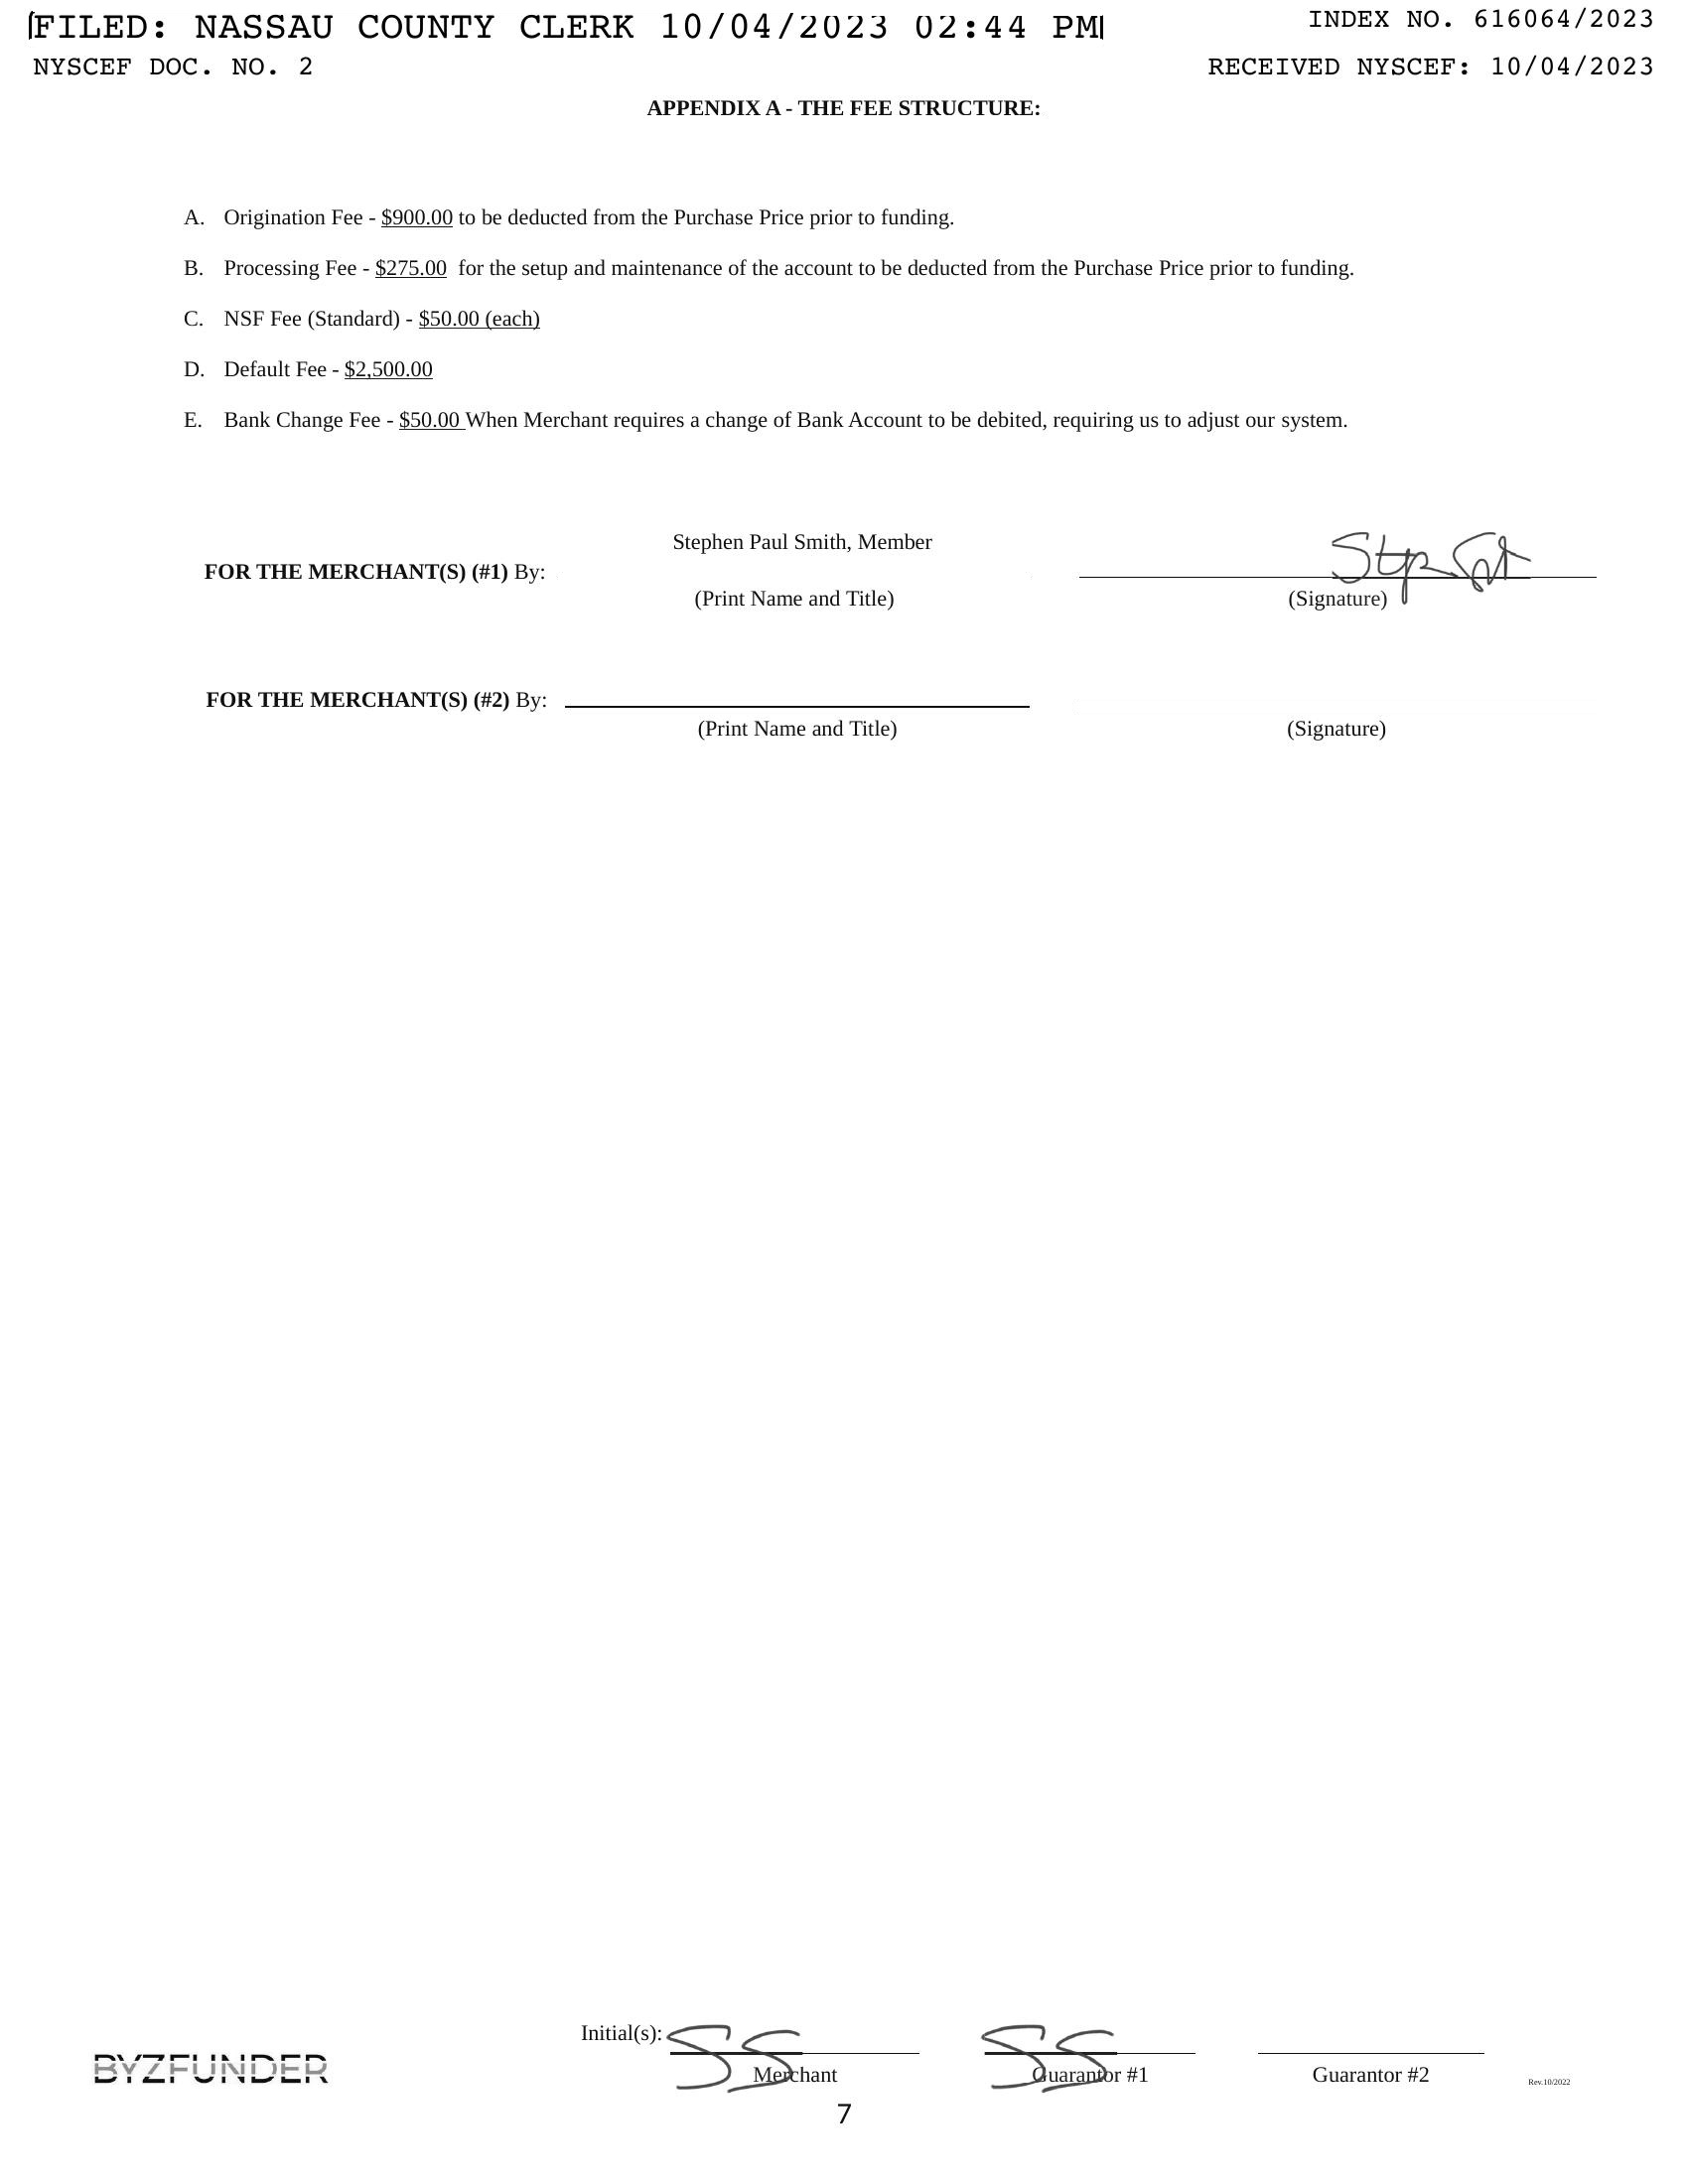 FILED: NASSAU COUNTY CLERK 10/04/2023 02:44 PM
INDEX NO. 616064/2023
NYSCEF DOC. NO. 2
RECEIVED NYSCEF: 10/04/2023
APPENDIX A - THE FEE STRUCTURE:
A. Origination Fee - $900.00 to be deducted from the Purchase Price prior to funding.
B. Processing Fee - $275.00 for the setup and maintenance of the account to be deducted from the Purchase Price prior to funding.
C. NSF Fee (Standard) - $50.00 (each)
D. Default Fee - $2,500.00
E. Bank Change Fee - $50.00 When Merchant requires a change of Bank Account to be debited, requiring us to adjust our system.
Stephen Paul Smith, Member
FOR THE MERCHANT(S) (#1) By:
(Print Name and Title) (Signature)
FOR THE MERCHANT(S) (#2) By:
(Print Name and Title) (Signature)
Initial(s): SS SS
BYZFUNDER
Merchant Guarantor #1 Guarantor #2 Rev.10/2022
7